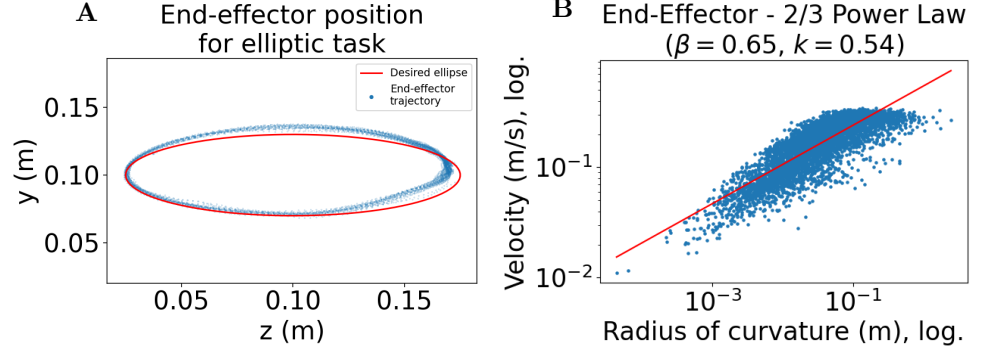 A
End-effector position
for elliptic task
Desired ellipse
End-effector
trajectory
y (m)
0.15
0.10
0.05
0.05
0.10
0.15
z (m)
B
End-Effector - 2/3 Power Law
(β = 0.65, k = 0.54)
Velocity (m/s), log.
10⁻¹
10⁻²
10⁻³
10⁻¹
Radius of curvature (m), log.